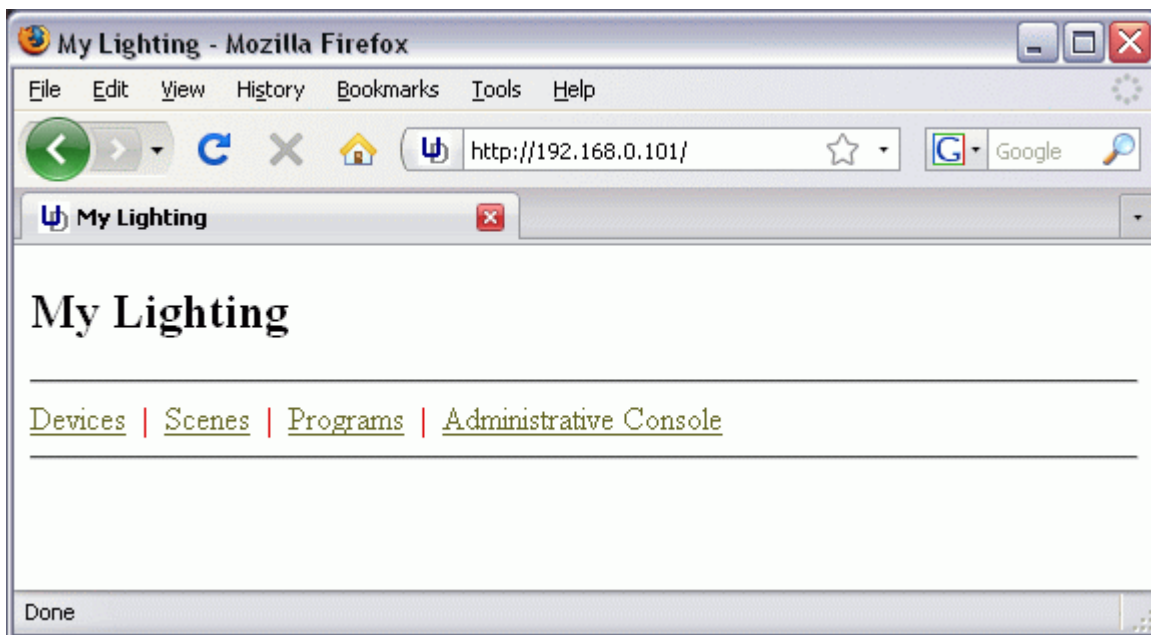 My Lighting - Mozilla Firefox
File Edit View History Bookmarks Tools Help
http://192.168.0.101/ G Google
My Lighting
My Lighting
Devices | Scenes | Programs | Administrative Console
Done